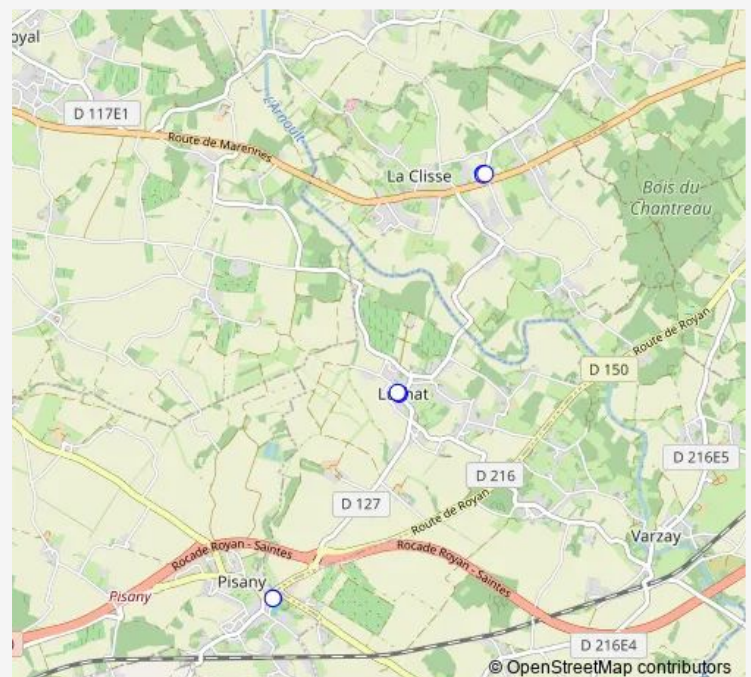 oyal
D 117E1
Route de Marennes
L'Arnoult
La Clisse
Bois du
Chantreau
Route de Royan
D 150
D 216
D 216E5
D 127
Route de Royan
Rocade Royan - Saintes
Rocade Royan - Saintes
Varzay
Pisany
Pisany
D 216E4
© OpenStreetMap contributors